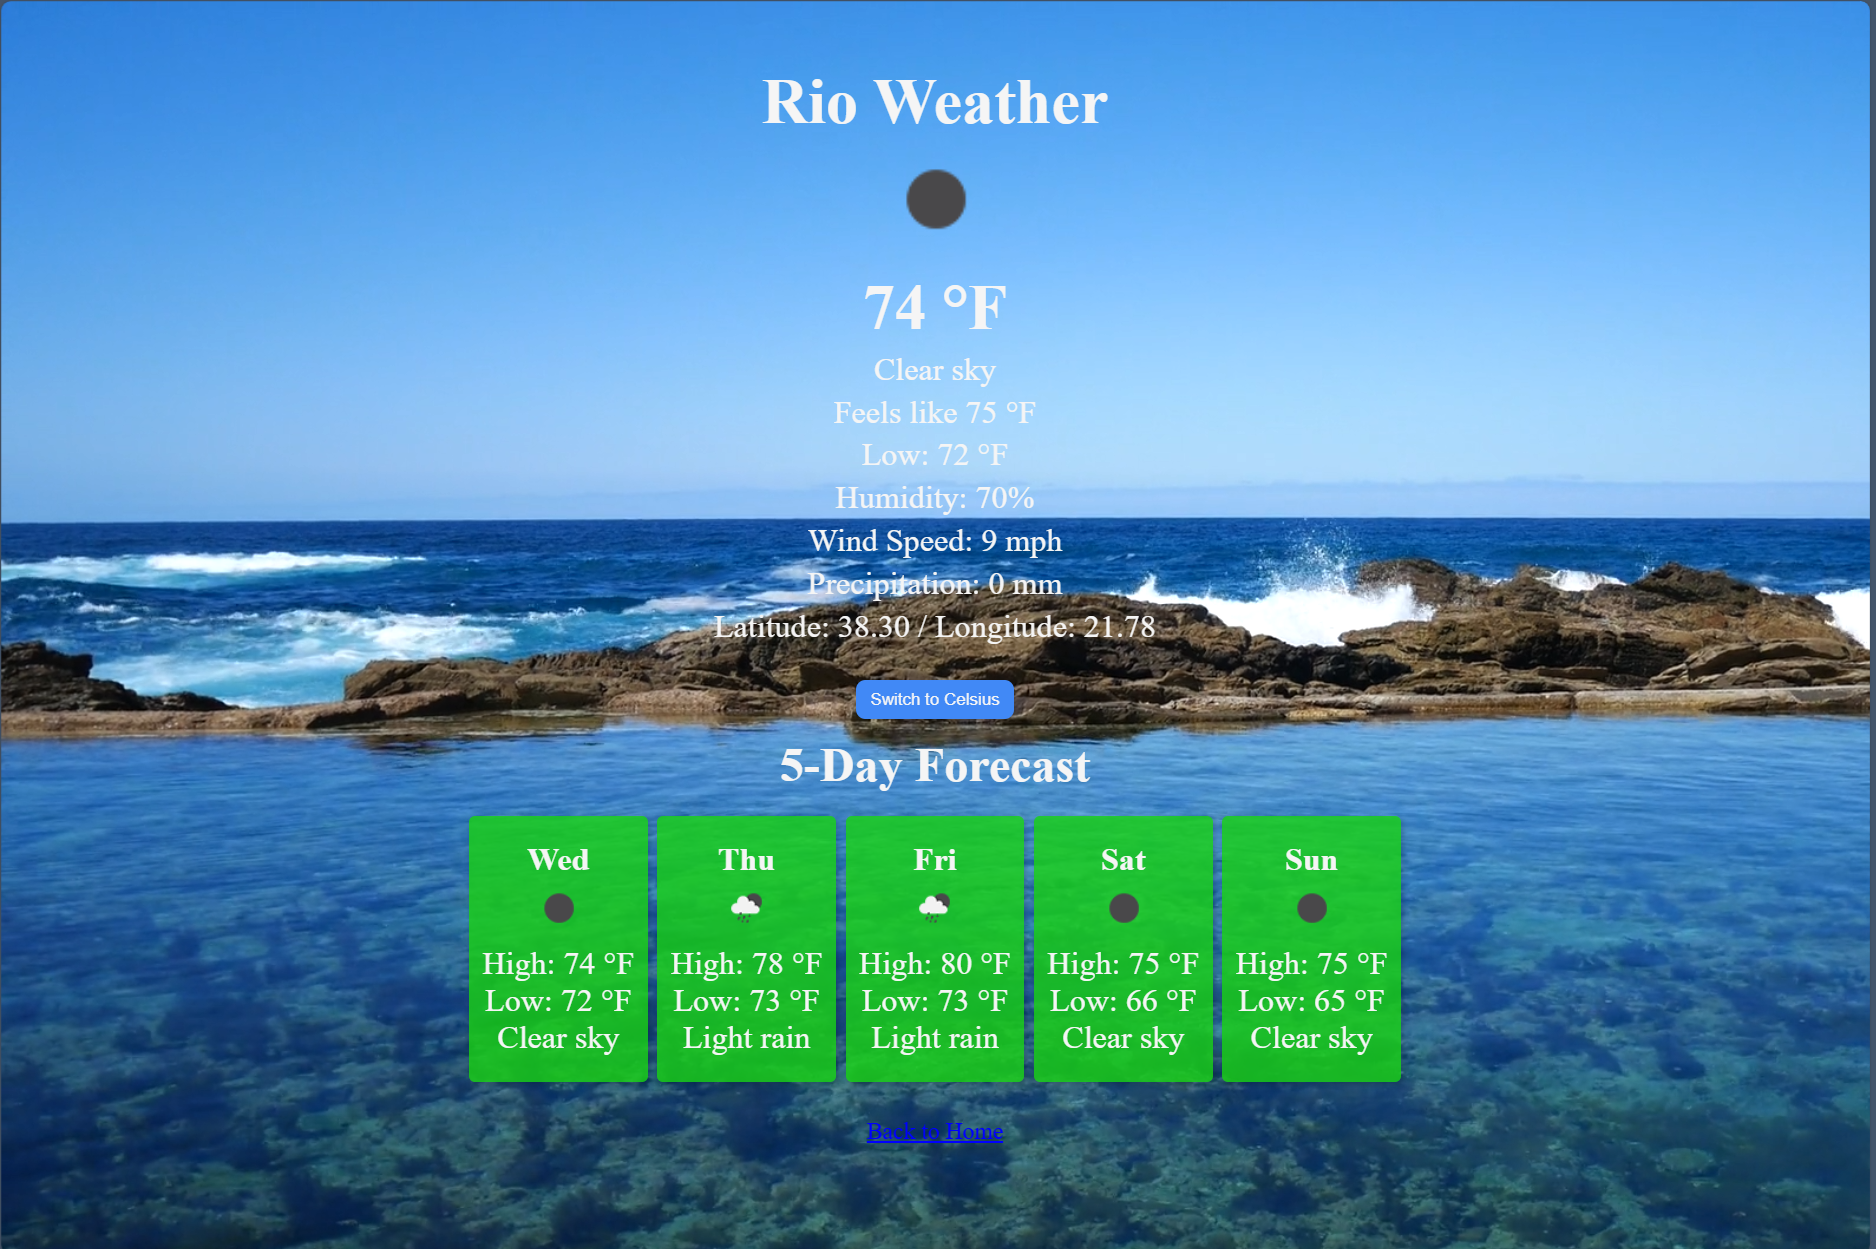 Rio Weather
74 °F
Clear sky
Feels like 75 °F
Low: 72 °F
Humidity: 70%
Wind Speed: 9 mph
Precipitation: 0 mm
Latitude: 38.30 / Longitude: 21.78
Switch to Celsius
5-Day Forecast
Wed
High: 74 °F
Low: 72 °F
Clear sky
Thu
High: 78 °F
Low: 73 °F
Light rain
Fri
High: 80 °F
Low: 73 °F
Light rain
Sat
High: 75 °F
Low: 66 °F
Clear sky
Sun
High: 75 °F
Low: 65 °F
Clear sky
Back to Home